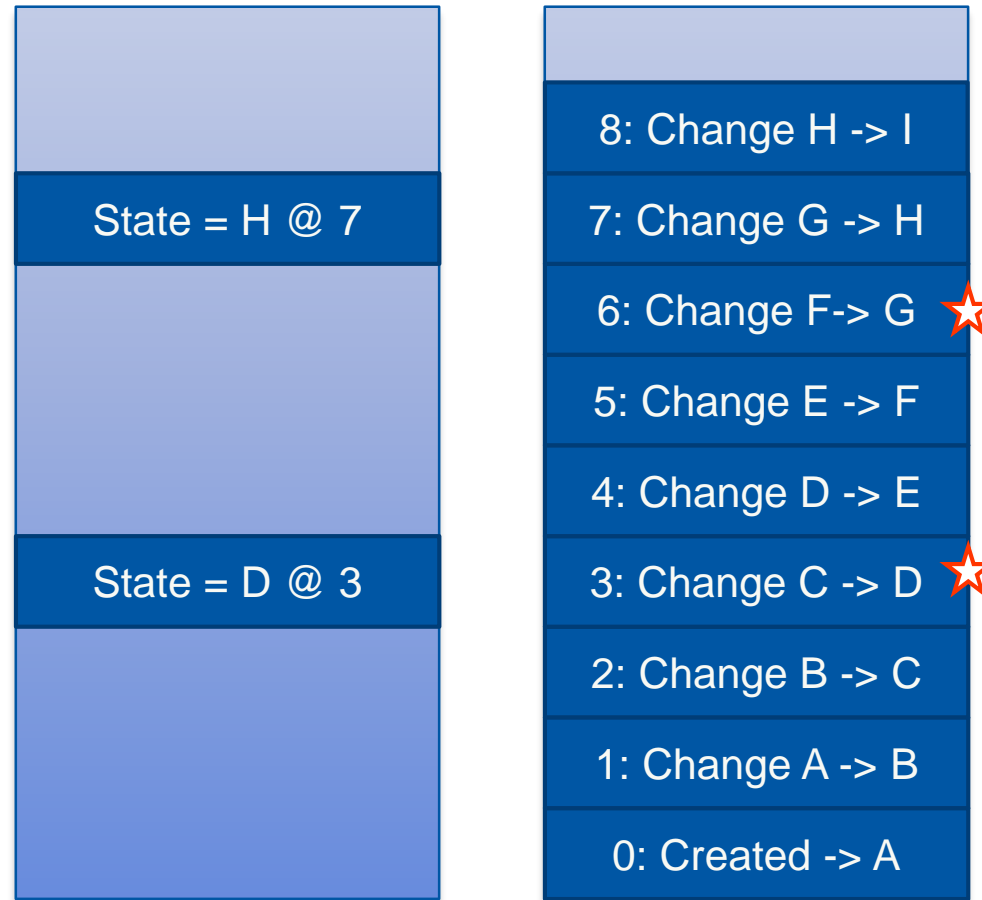 State = H @ 7
State = D @ 3
8: Change H -> I
7: Change G -> H
6: Change F-> G
5: Change E -> F
4: Change D -> E
3: Change C -> D
2: Change B -> C
1: Change A -> B
0: Created -> A